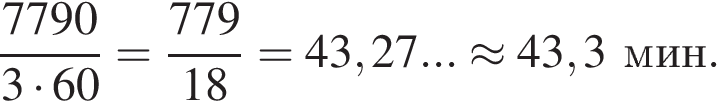 7790/(3 · 60) = 779/18 = 43,27... ≈ 43,3 мин.